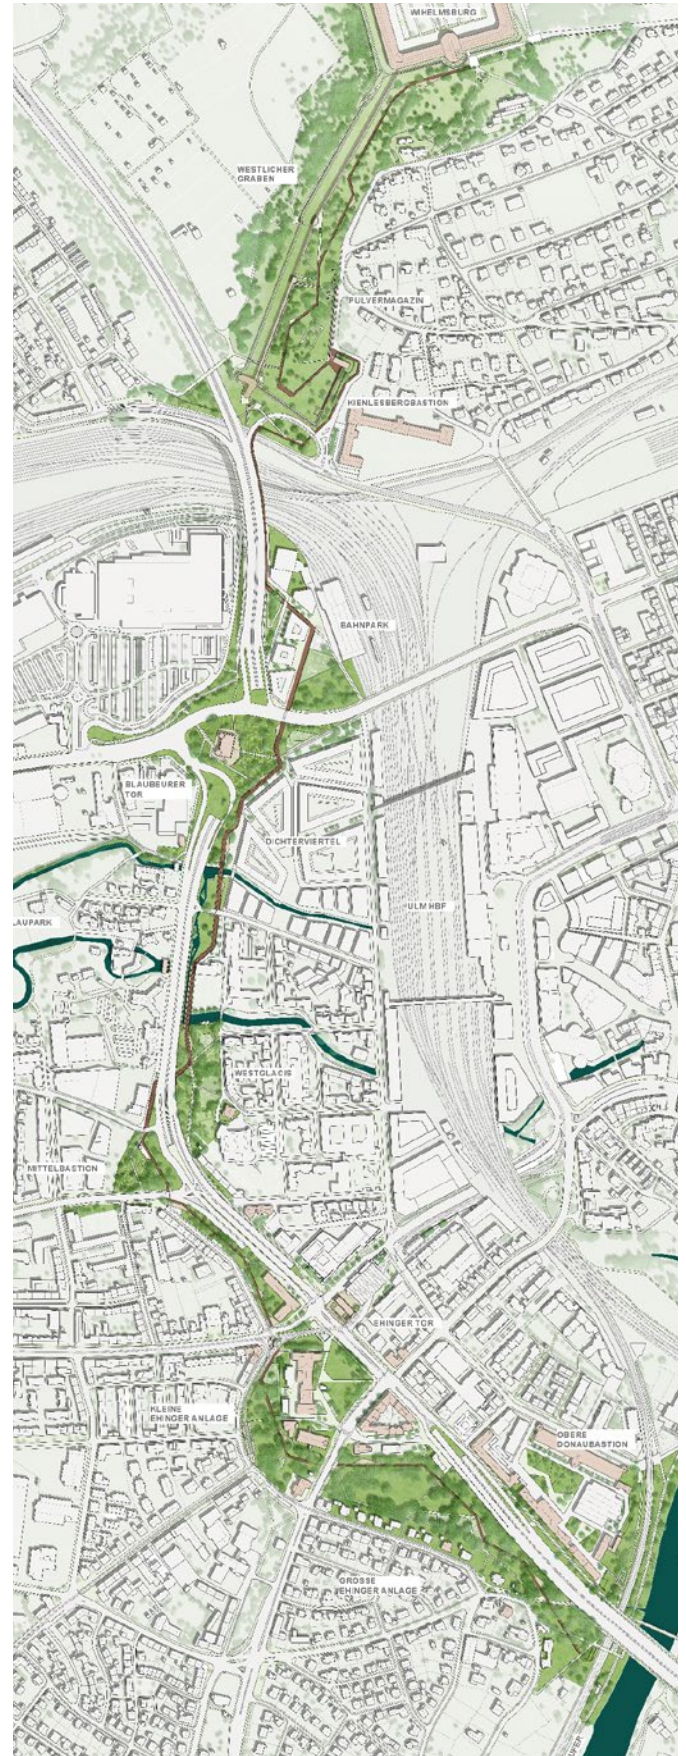 WILHELMSBURG
WESTLICHER
GRABEN
PULVERMAGAZIN
KIENLESBERGBASTION
BAHNPARK
BLAUBEURER
TOR
DICHTERVIERTEL
LAUPARK
ULM HBF
WESTGLACIS
MITTELBASTION
EHINGER TOR
KLEINE
EHINGER ANLAGE
OBERE
DONAUBASTION
GROSSE
EHINGER ANLAGE